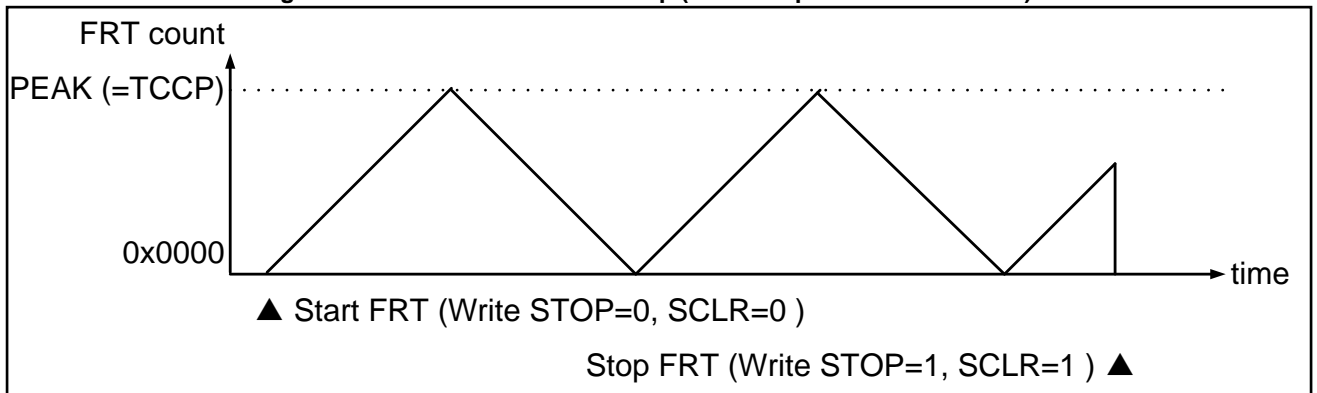 FRT count
PEAK (=TCCP)
0x0000
time
▲ Start FRT (Write STOP=0, SCLR=0 )
Stop FRT (Write STOP=1, SCLR=1 ) ▲